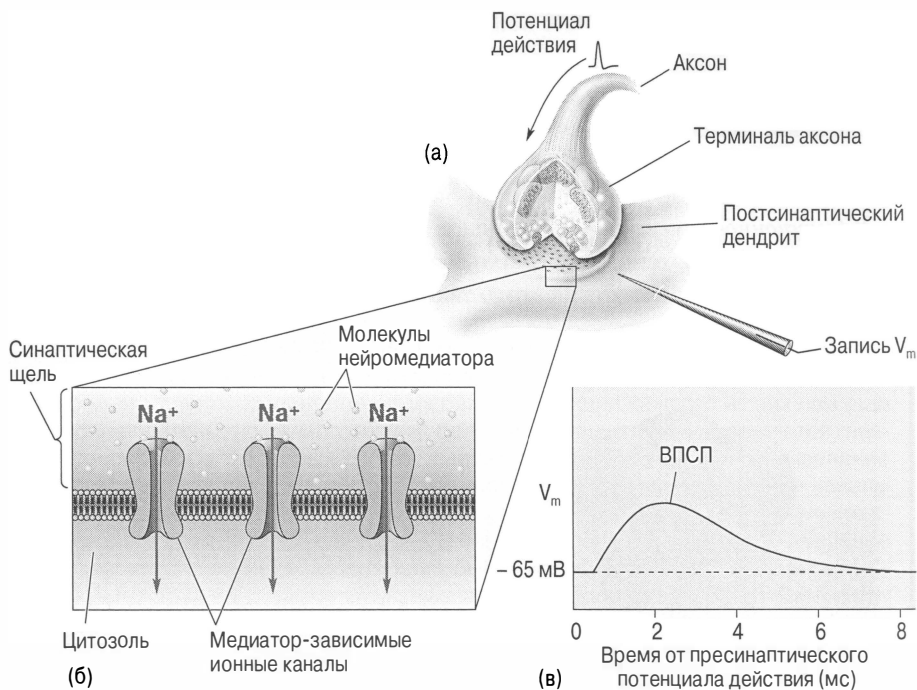 Потенциал
действия
Аксон
(а)
Терминаль аксона
Постсинаптический
дендрит
Молекулы
нейромедиатора
Синаптическая
щель
Запись Vₘ
Na⁺
Na⁺
Na⁺
ВПСП
Vₘ
– 65 мВ
Цитозоль
Медиатор-зависимые
ионные каналы
(б)
0 2 4 6 8
Время от пресинаптического
потенциала действия (мс)
(в)